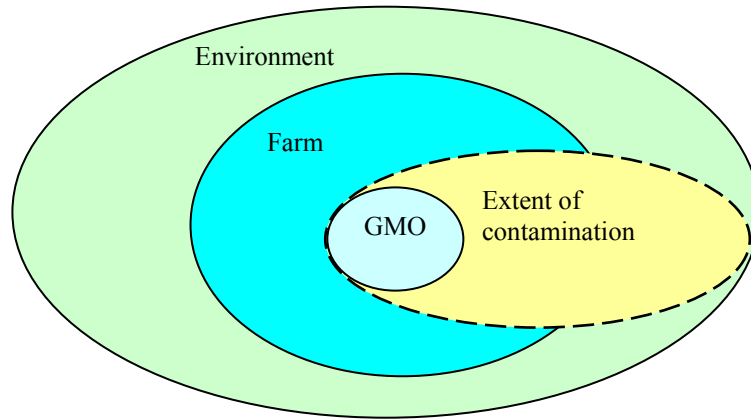 Environment
Farm
Extent of
GMO
contamination